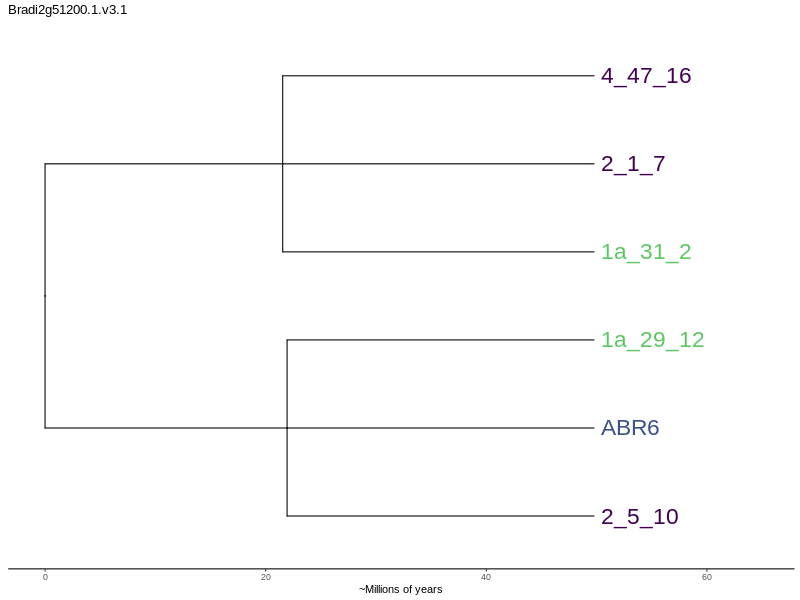 Bradi2g51200.1.v3.1
4_47_16
2_1_7
1a_31_2
1a_29_12
ABR6
2_5_10
0 20 40 60
~Millions of years